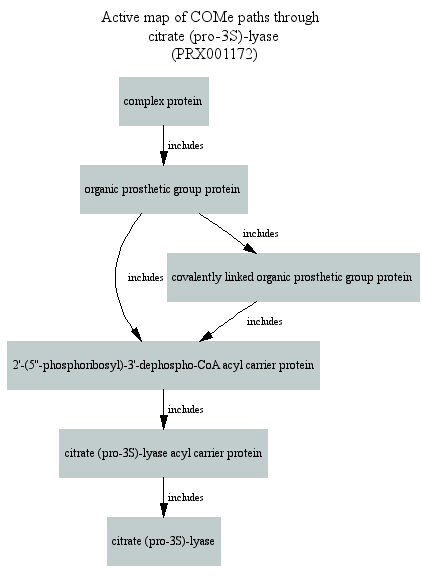 Active map of COMe paths through
citrate (pro-3S)-lyase
(PRX001172)
complex protein
includes
organic prosthetic group protein
includes
covalently linked organic prosthetic group protein
includes
includes
2'-(5"-phosphoribosyl)-3'-dephospho-CoA acyl carrier protein
includes
citrate (pro-3S)-lyase acyl carrier protein
includes
citrate (pro-3S)-lyase